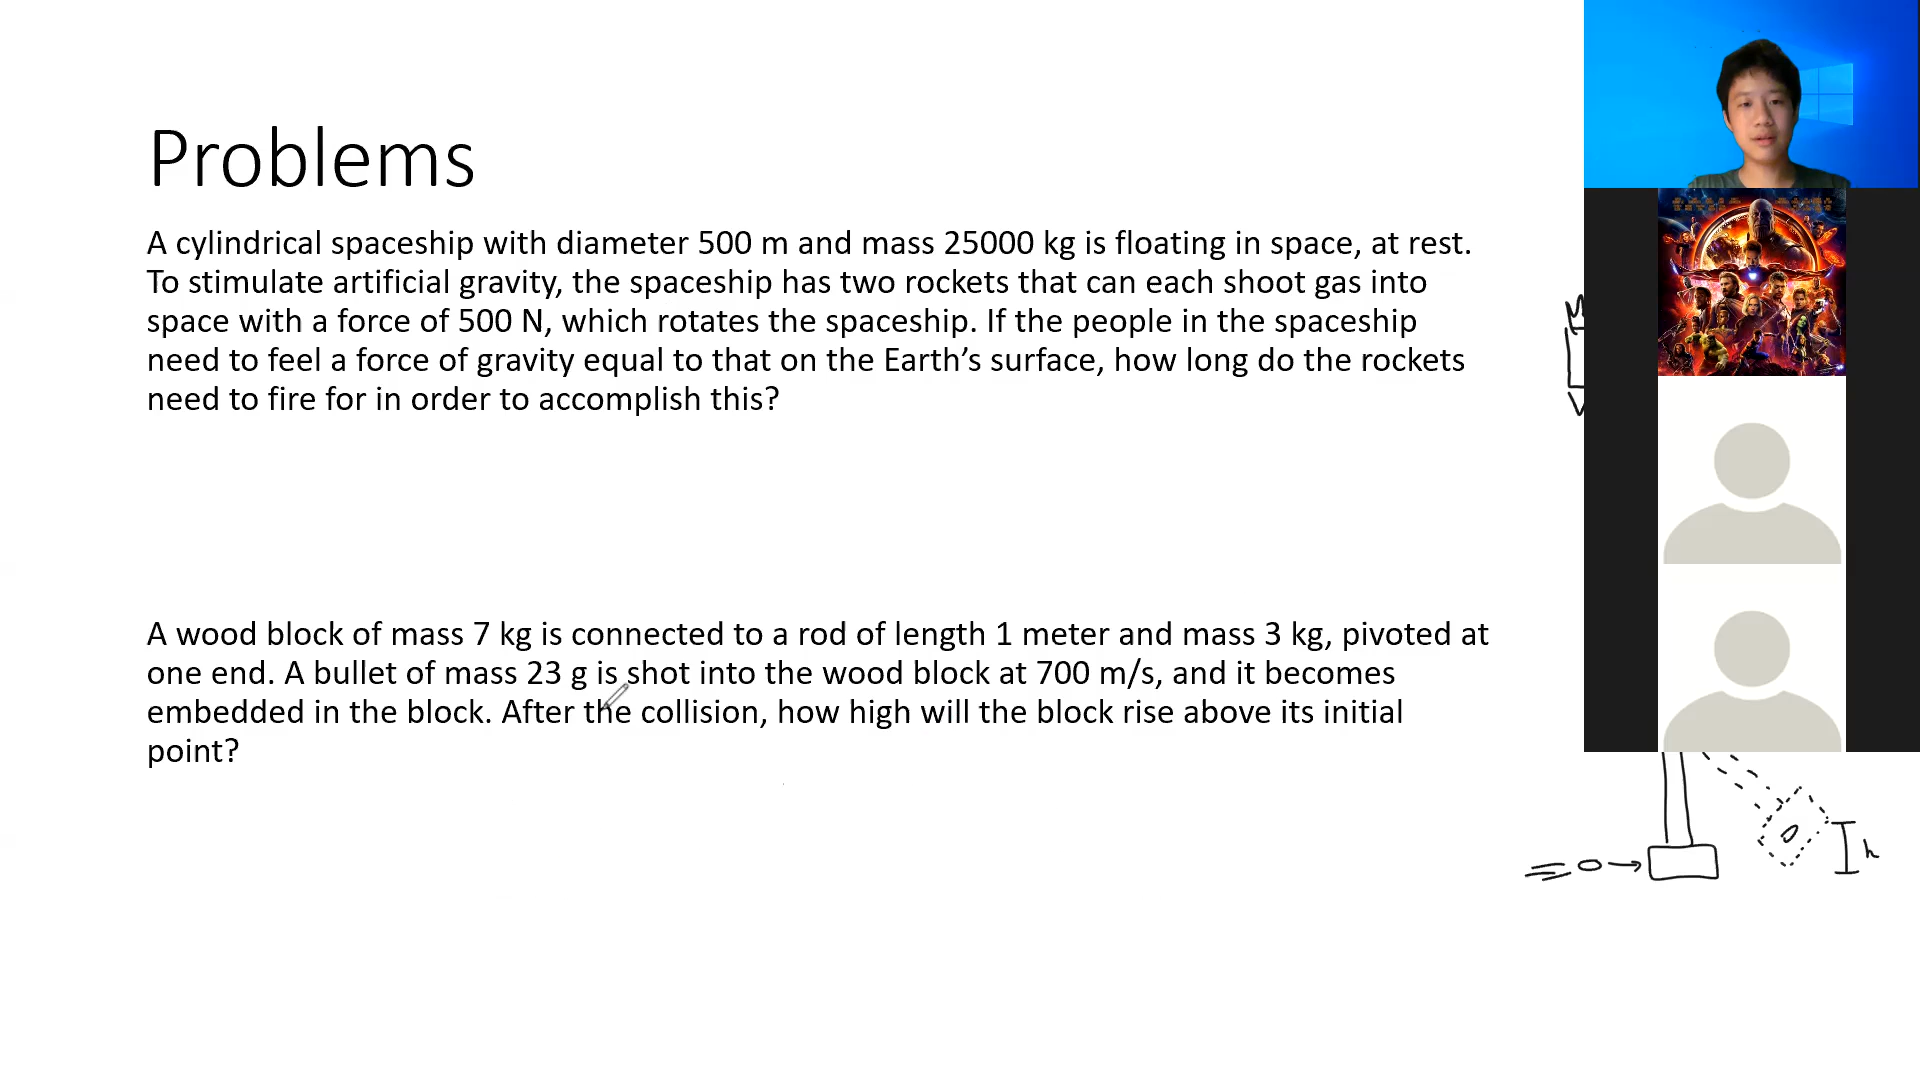 Problems
A cylindrical spaceship with diameter 500 m and mass 25000 kg is floating in space, at rest.
To stimulate artificial gravity, the spaceship has two rockets that can each shoot gas into
space with a force of 500 N, which rotates the spaceship. If the people in the spaceship
need to feel a force of gravity equal to that on the Earth’s surface, how long do the rockets
need to fire for in order to accomplish this?
A wood block of mass 7 kg is connected to a rod of length 1 meter and mass 3 kg, pivoted at
one end. A bullet of mass 23 g is shot into the wood block at 700 m/s, and it becomes
embedded in the block. After the collision, how high will the block rise above its initial
point?
h